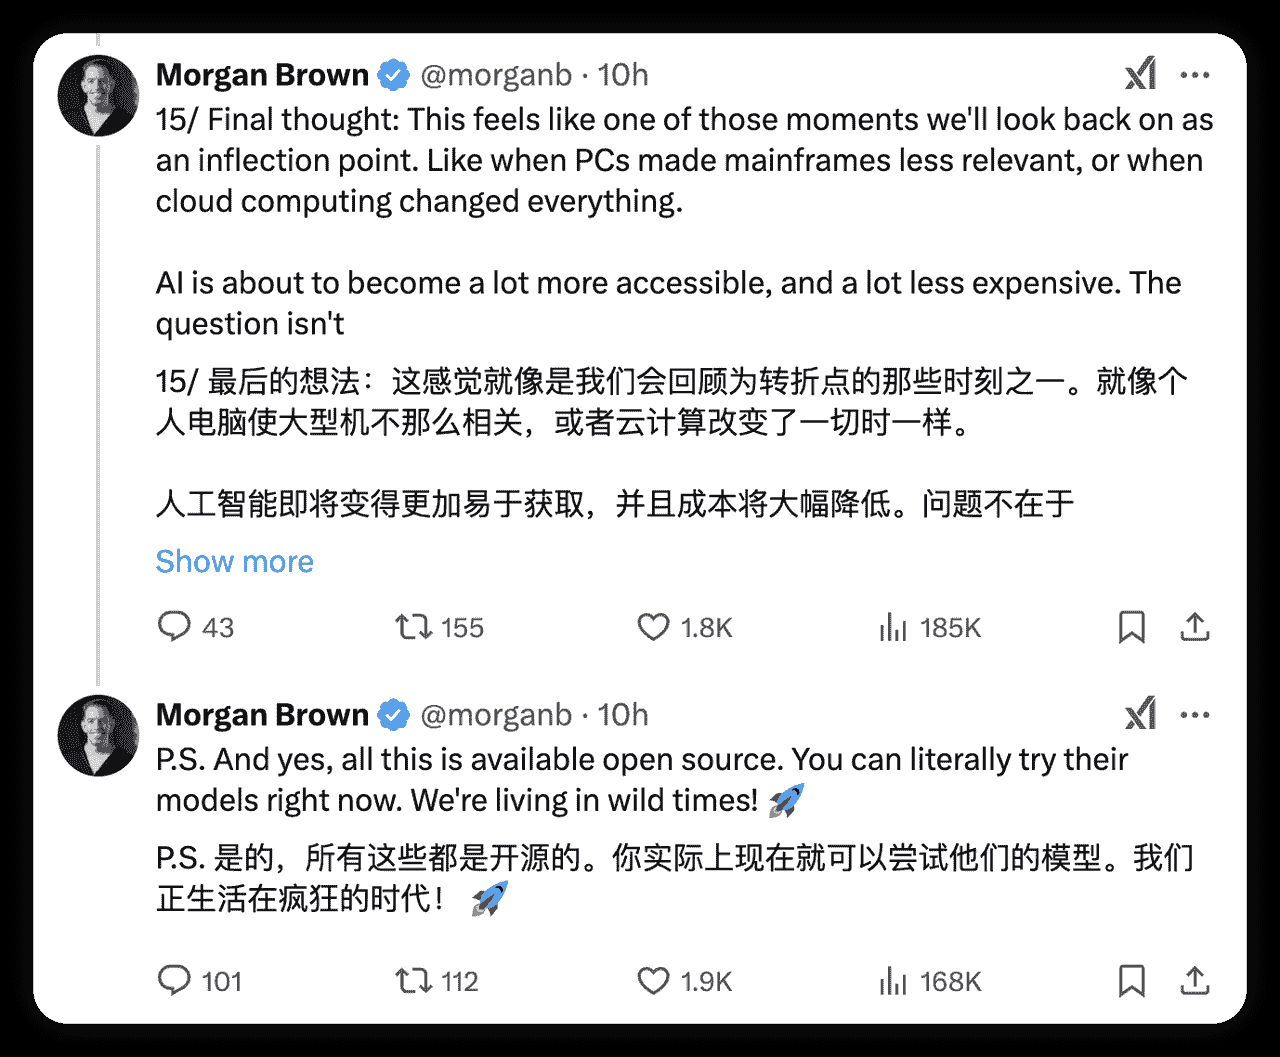 Morgan Brown @morganb · 10h
15/ Final thought: This feels like one of those moments we'll look back on as
an inflection point. Like when PCs made mainframes less relevant, or when
cloud computing changed everything.
AI is about to become a lot more accessible, and a lot less expensive. The
question isn't
15/ 最后的想法：这感觉就像是我们会回顾为转折点的那些时刻之一。就像个
人电脑使大型机不那么相关，或者云计算改变了一切时一样。
人工智能即将变得更加易于获取，并且成本将大幅降低。问题不在于
Show more
43 155 1.8K 185K
Morgan Brown @morganb · 10h
P.S. And yes, all this is available open source. You can literally try their
models right now. We're living in wild times! 🚀
P.S. 是的，所有这些都是开源的。你实际上现在就可以尝试他们的模型。我们
正生活在疯狂的时代！ 🚀
101 112 1.9K 168K